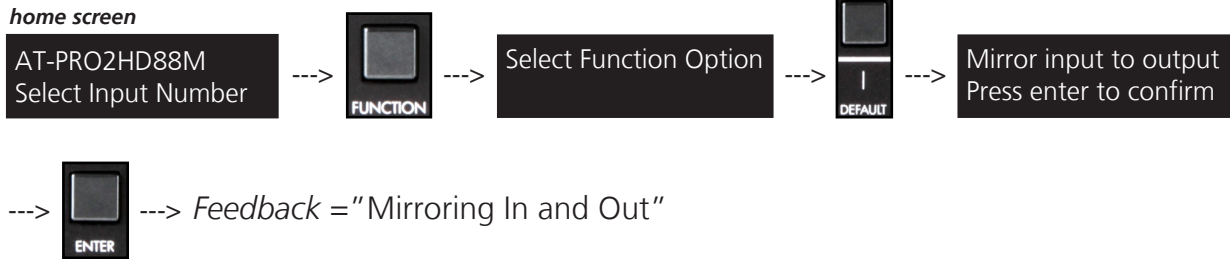 home screen
AT-PRO2HD88M
Select Input Number
--->
FUNCTION
--->
Select Function Option
--->
I
DEFAULT
--->
Mirror input to output
Press enter to confirm
--->
ENTER
---> Feedback ="Mirroring In and Out"